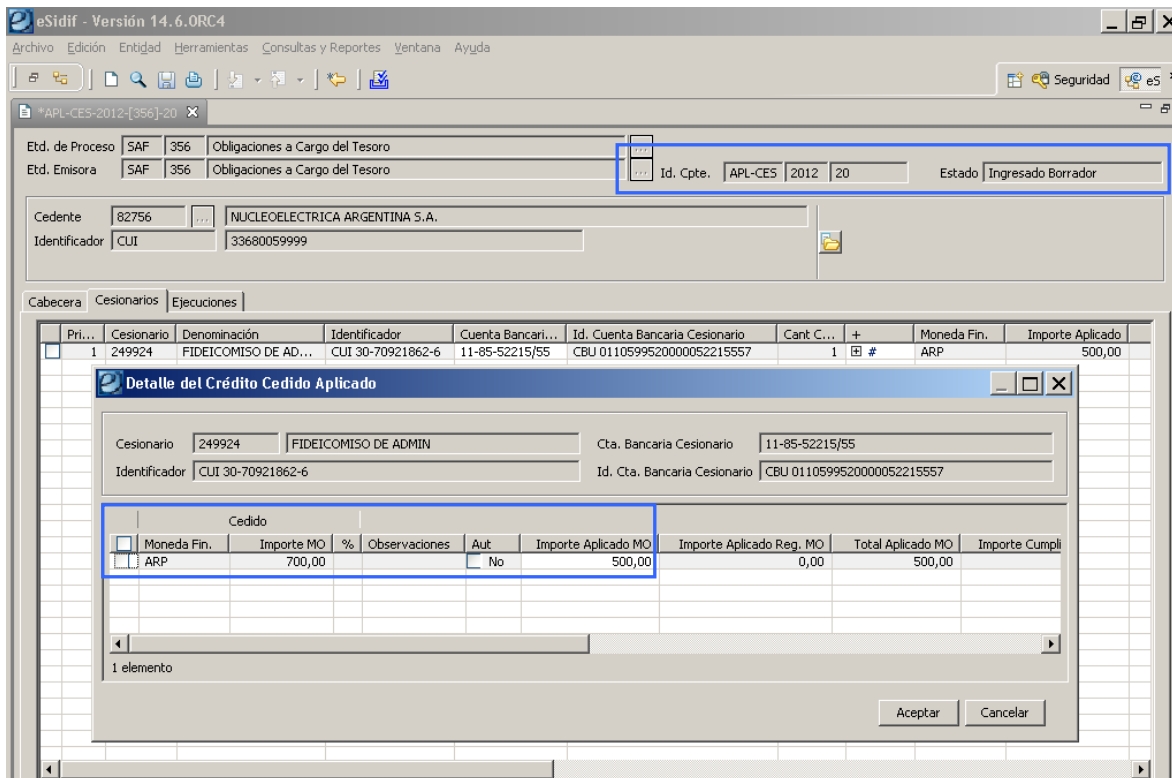 eSidif - Versión 14.6.0RC4
Archivo Edición Entidad Herramientas Consultas y Reportes Ventana Ayuda
Seguridad eS
*APL-CES-2012-[356]-20
Etd. de Proceso SAF 356 Obligaciones a Cargo del Tesoro ...
Etd. Emisora SAF 356 Obligaciones a Cargo del Tesoro ... Id. Cpte. APL-CES 2012 20 Estado Ingresado Borrador
Cedente 82756 ... NUCLEOELECTRICA ARGENTINA S.A.
Identificador CUI 33680059999
Cabecera Cesionarios Ejecuciones
Pri... Cesionario Denominación Identificador Cuenta Bancari... Id. Cuenta Bancaria Cesionario Cant C... + Moneda Fin. Importe Aplicado
1 249924 FIDEICOMISO DE AD... CUI 30-70921862-6 11-85-52215/55 CBU 0110599520000052215557 1 # ARP 500,00
Detalle del Crédito Cedido Aplicado
Cesionario 249924 FIDEICOMISO DE ADMIN Cta. Bancaria Cesionario 11-85-52215/55
Identificador CUI 30-70921862-6 Id. Cta. Bancaria Cesionario CBU 0110599520000052215557
Cedido
Moneda Fin. Importe MO % Observaciones Aut Importe Aplicado MO Importe Aplicado Reg. MO Total Aplicado MO Importe Cumpli
ARP 700,00 No 500,00 0,00 500,00
1 elemento
Aceptar Cancelar